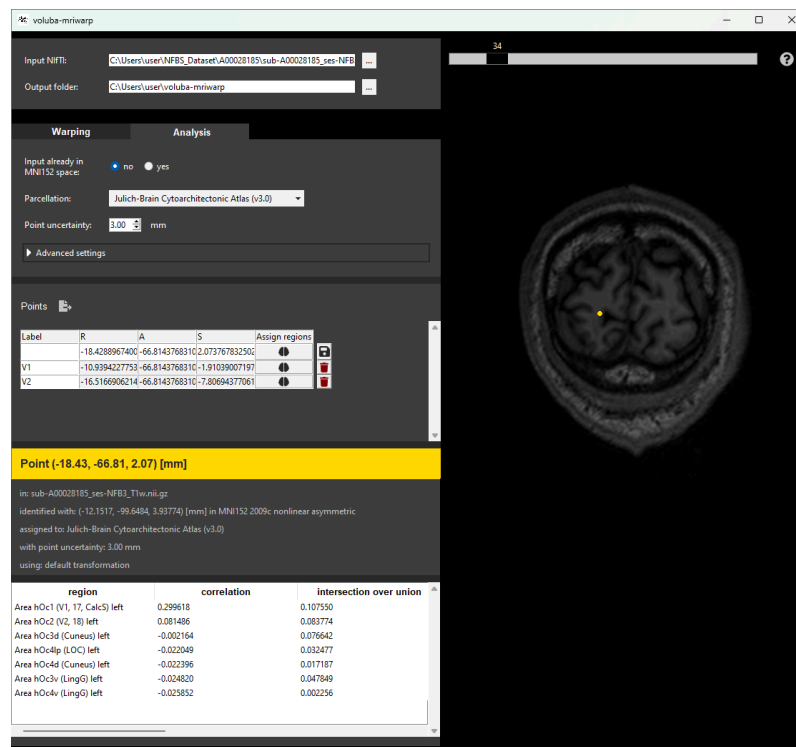 voluba-mriwarp
Input NIfTI: C:\Users\user\NFBS_Dataset\A00028185\sub-A00028185_ses-NFB ...
Output folder: C:\Users\user\voluba-mriwarp ...
34
?
Warping Analysis
Input already in
MNI152 space: no yes
Parcellation: Julich-Brain Cytoarchitectonic Atlas (v3.0)
Point uncertainty: 3.00 mm
Advanced settings
Points
Label R A S Assign regions
-18.4288967400 -66.8143768310 2.073767832502
V1 -10.9394227753 -66.8143768310 -1.91039007197
V2 -16.5166906214 -66.8143768310 -7.80694377061
Point (-18.43, -66.81, 2.07) [mm]
in: sub-A00028185_ses-NFB3_T1w.nii.gz
identified with: (-12.1517, -99.6484, 3.93774) [mm] in MNI152 2009c nonlinear asymmetric
assigned to: Julich-Brain Cytoarchitectonic Atlas (v3.0)
with point uncertainty: 3.00 mm
using: default transformation
region correlation intersection over union
Area hOc1 (V1, 17, CalcS) left 0.299618 0.107550
Area hOc2 (V2, 18) left 0.081486 0.083774
Area hOc3d (Cuneus) left -0.002164 0.076642
Area hOc4lp (LOC) left -0.022049 0.032477
Area hOc4d (Cuneus) left -0.022396 0.017187
Area hOc3v (LingG) left -0.024820 0.047849
Area hOc4v (LingG) left -0.025852 0.002256